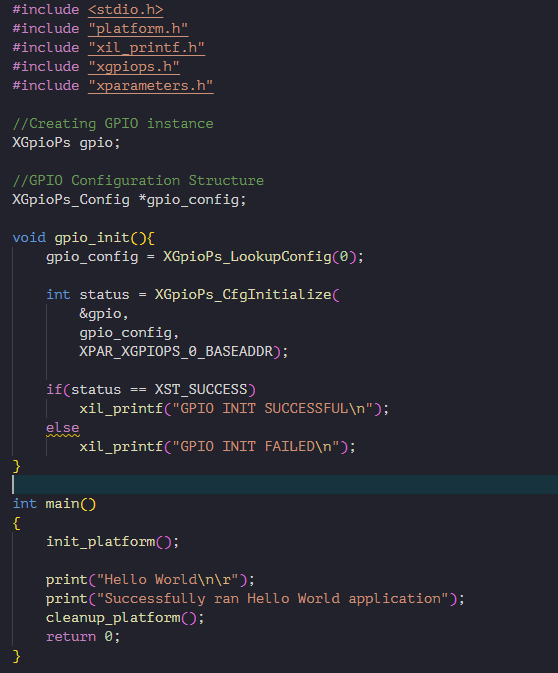 #include <stdio.h>
#include "platform.h"
#include "xil_printf.h"
#include "xgpiops.h"
#include "xparameters.h"

//Creating GPIO instance
XGpioPs gpio;

//GPIO Configuration Structure
XGpioPs_Config *gpio_config;

void gpio_init(){
    gpio_config = XGpioPs_LookupConfig(0);

    int status = XGpioPs_CfgInitialize(
        &gpio,
        gpio_config,
        XPAR_XGPIOPS_0_BASEADDR);

    if(status == XST_SUCCESS)
        xil_printf("GPIO INIT SUCCESSFUL\n");
    else
        xil_printf("GPIO INIT FAILED\n");
}

int main()
{
    init_platform();

    print("Hello World\n\r");
    print("Successfully ran Hello World application");
    cleanup_platform();
    return 0;
}